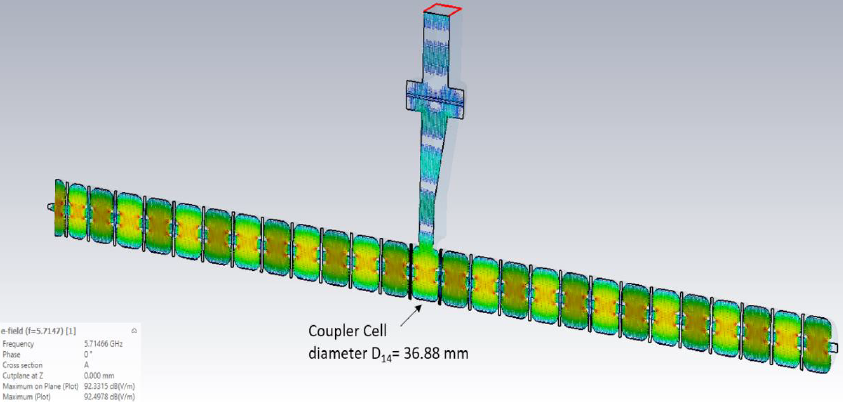 Coupler Cell
diameter D₁₄= 36.88 mm
e-field (f=5.7147) [1]
Frequency 5.71466 GHz
Phase 0°
Cross section A
Cutplane at Z 0.000 mm
Maximum on Plane (Plot) 92.3315 dB(V/m)
Maximum (Plot) 92.4978 dB(V/m)